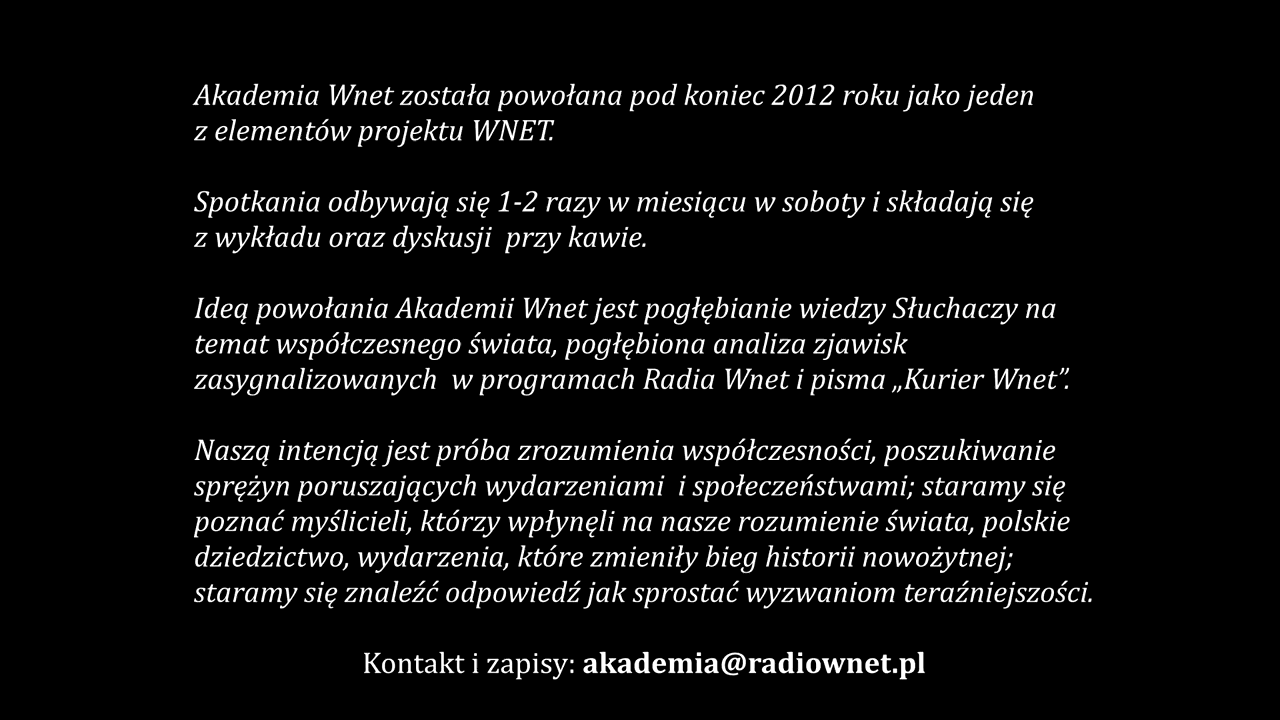 Akademia Wnet została powołana pod koniec 2012 roku jako jeden
z elementów projektu WNET.
Spotkania odbywają się 1-2 razy w miesiącu w soboty i składają się
z wykładu oraz dyskusji  przy kawie.
Ideą powołania Akademii Wnet jest pogłębianie wiedzy Słuchaczy na
temat współczesnego świata, pogłębiona analiza zjawisk
zasygnalizowanych  w programach Radia Wnet i pisma „Kurier Wnet”.
Naszą intencją jest próba zrozumienia współczesności, poszukiwanie
sprężyn poruszających wydarzeniami  i społeczeństwami; staramy się
poznać myślicieli, którzy wpłynęli na nasze rozumienie świata, polskie
dziedzictwo, wydarzenia, które zmieniły bieg historii nowożytnej;
staramy się znaleźć odpowiedź jak sprostać wyzwaniom teraźniejszości.
Kontakt i zapisy: akademia@radiownet.pl